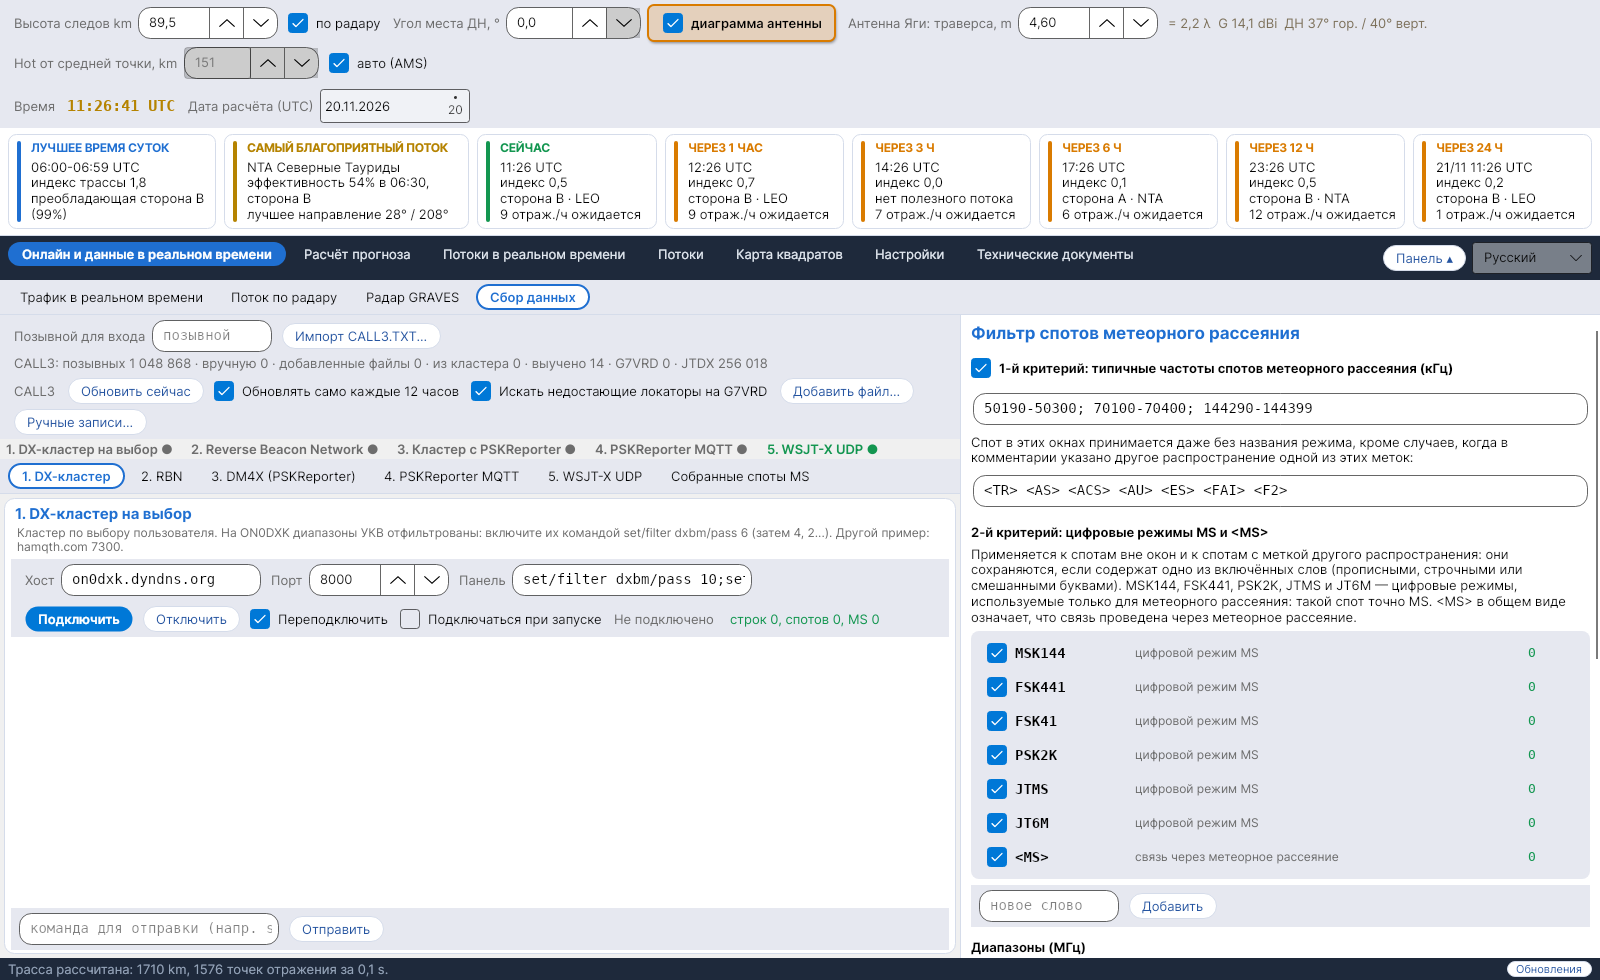 Высота следов km 89,5 по радару Угол места ДН, ° 0,0 диаграмма антенны Антенна Яги: траверса, m 4,60 = 2,2 λ G 14,1 dBi ДН 37° гор. / 40° верт.
Hot от средней точки, km 151 авто (AMS)
Время 11:26:41 UTC Дата расчёта (UTC) 20.11.2026 20
ЛУЧШЕЕ ВРЕМЯ СУТОК
06:00-06:59 UTC
индекс трассы 1,8
преобладающая сторона B
(99%)
САМЫЙ БЛАГОПРИЯТНЫЙ ПОТОК
NTA Северные Тауриды
эффективность 54% в 06:30,
сторона B
лучшее направление 28° / 208°
СЕЙЧАС
11:26 UTC
индекс 0,5
сторона B · LEO
9 отраж./ч ожидается
ЧЕРЕЗ 1 ЧАС
12:26 UTC
индекс 0,7
сторона B · LEO
9 отраж./ч ожидается
ЧЕРЕЗ 3 Ч
14:26 UTC
индекс 0,0
нет полезного потока
7 отраж./ч ожидается
ЧЕРЕЗ 6 Ч
17:26 UTC
индекс 0,1
сторона A · NTA
6 отраж./ч ожидается
ЧЕРЕЗ 12 Ч
23:26 UTC
индекс 0,5
сторона B · NTA
12 отраж./ч ожидается
ЧЕРЕЗ 24 Ч
21/11 11:26 UTC
индекс 0,2
сторона B · LEO
1 отраж./ч ожидается
Онлайн и данные в реальном времени Расчёт прогноза Потоки в реальном времени Потоки Карта квадратов Настройки Технические документы Панель ▴ Русский
Трафик в реальном времени Поток по радару Радар GRAVES Сбор данных
Позывной для входа позывной Импорт CALL3.TXT...
CALL3: позывных 1 048 868 · вручную 0 · добавленные файлы 0 · из кластера 0 · выучено 14 · G7VRD 0 · JTDX 256 018
CALL3 Обновить сейчас Обновлять само каждые 12 часов Искать недостающие локаторы на G7VRD Добавить файл...
Ручные записи...
1. DX-кластер на выбор ● 2. Reverse Beacon Network ● 3. Кластер с PSKReporter ● 4. PSKReporter MQTT ● 5. WSJT-X UDP ●
1. DX-кластер 2. RBN 3. DM4X (PSKReporter) 4. PSKReporter MQTT 5. WSJT-X UDP Собранные споты MS
1. DX-кластер на выбор
Кластер по выбору пользователя. На ON0DXK диапазоны УКВ отфильтрованы: включите их командой set/filter dxbm/pass 6 (затем 4, 2...). Другой пример:
hamqth.com 7300.
Хост on0dxk.dyndns.org Порт 8000 Панель set/filter dxbm/pass 10;set
Подключить Отключить Переподключить Подключаться при запуске Не подключено строк 0, спотов 0, MS 0
команда для отправки (напр. s
Отправить
Фильтр спотов метеорного рассеяния
1-й критерий: типичные частоты спотов метеорного рассеяния (кГц)
50190-50300; 70100-70400; 144290-144399
Спот в этих окнах принимается даже без названия режима, кроме случаев, когда в
комментарии указано другое распространение одной из этих меток:
<TR> <AS> <ACS> <AU> <ES> <FAI> <F2>
2-й критерий: цифровые режимы MS и <MS>
Применяется к спотам вне окон и к спотам с меткой другого распространения: они
сохраняются, если содержат одно из включённых слов (прописными, строчными или
смешанными буквами). MSK144, FSK441, PSK2K, JTMS и JT6M — цифровые режимы,
используемые только для метеорного рассеяния: такой спот точно MS. <MS> в общем виде
означает, что связь проведена через метеорное рассеяние.
MSK144 цифровой режим MS 0
FSK441 цифровой режим MS 0
FSK41 цифровой режим MS 0
PSK2K цифровой режим MS 0
JTMS цифровой режим MS 0
JT6M цифровой режим MS 0
<MS> связь через метеорное рассеяние 0
новое слово Добавить
Диапазоны (МГц)
Трасса рассчитана: 1710 km, 1576 точек отражения за 0,1 s. Обновления